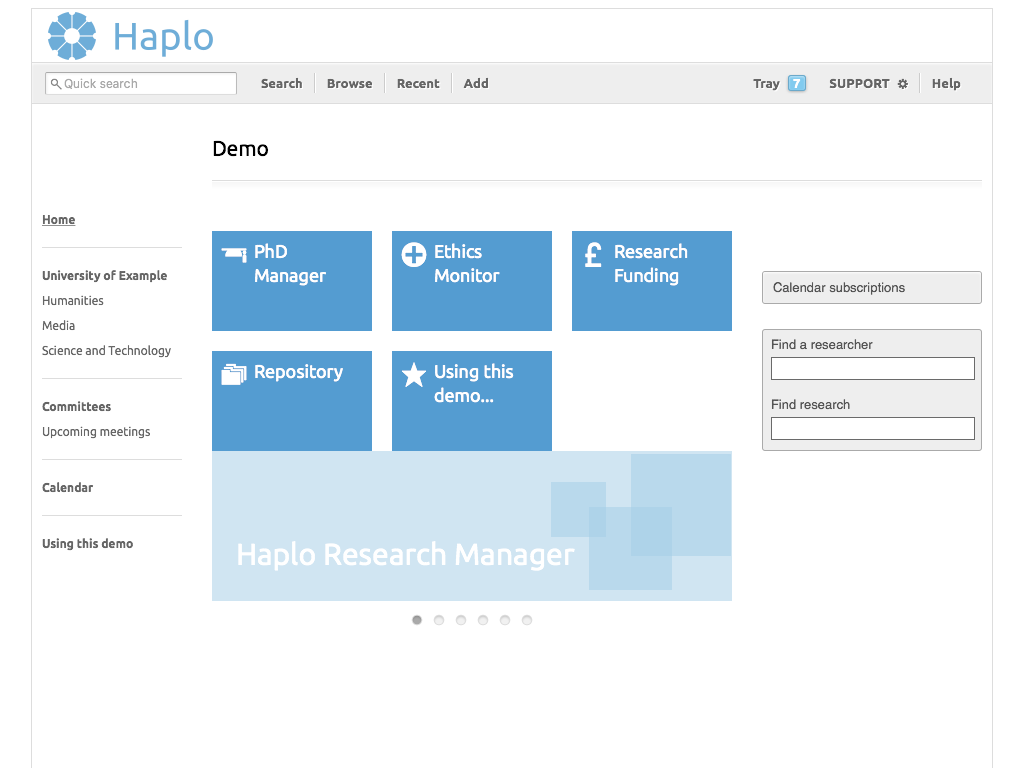 Haplo
Quick search
Search
Browse
Recent
Add
Tray 7
SUPPORT
Help
Demo
Home
University of Example
Humanities
Media
Science and Technology
Committees
Upcoming meetings
Calendar
Using this demo
PhD
Manager
Ethics
Monitor
£ Research
Funding
Repository
Using this
demo...
Haplo Research Manager
Calendar subscriptions
Find a researcher
Find research